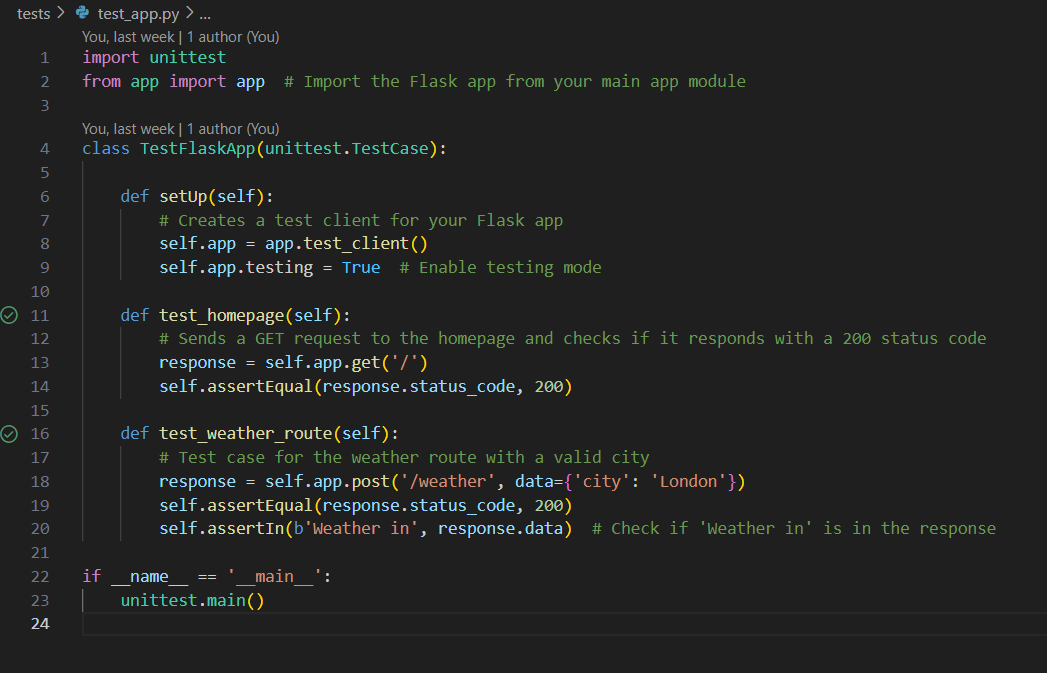 tests > test_app.py > ...
You, last week | 1 author (You)
1 import unittest
2 from app import app  # Import the Flask app from your main app module
3
You, last week | 1 author (You)
4 class TestFlaskApp(unittest.TestCase):
5
6     def setUp(self):
7         # Creates a test client for your Flask app
8         self.app = app.test_client()
9         self.app.testing = True  # Enable testing mode
10
11     def test_homepage(self):
12         # Sends a GET request to the homepage and checks if it responds with a 200 status code
13         response = self.app.get('/')
14         self.assertEqual(response.status_code, 200)
15
16     def test_weather_route(self):
17         # Test case for the weather route with a valid city
18         response = self.app.post('/weather', data={'city': 'London'})
19         self.assertEqual(response.status_code, 200)
20         self.assertIn(b'Weather in', response.data)  # Check if 'Weather in' is in the response
21
22 if __name__ == '__main__':
23     unittest.main()
24